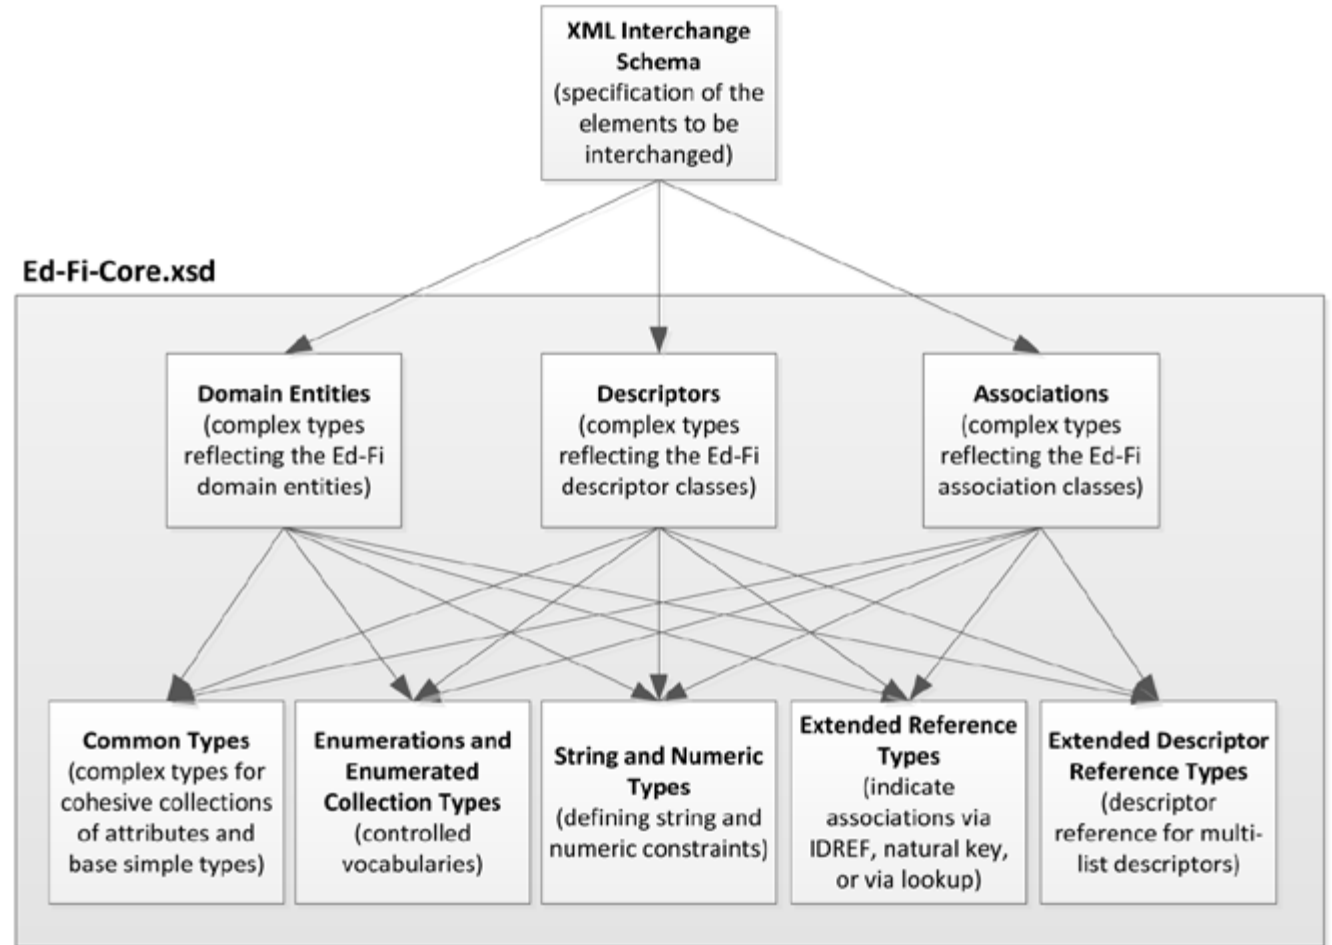 XML Interchange
Schema
(specification of the
elements to be
interchanged)
Ed-Fi-Core.xsd
Domain Entities
(complex types
reflecting the Ed-Fi
domain entities)
Descriptors
(complex types
reflecting the Ed-Fi
descriptor classes)
Associations
(complex types
reflecting the Ed-Fi
association classes)
Common Types
(complex types for
cohesive collections
of attributes and
base simple types)
Enumerations and
Enumerated
Collection Types
(controlled
vocabularies)
String and Numeric
Types
(defining string and
numeric constraints)
Extended Reference
Types
(indicate
associations via
IDREF, natural key,
or via lookup)
Extended Descriptor
Reference Types
(descriptor
reference for multi-
list descriptors)